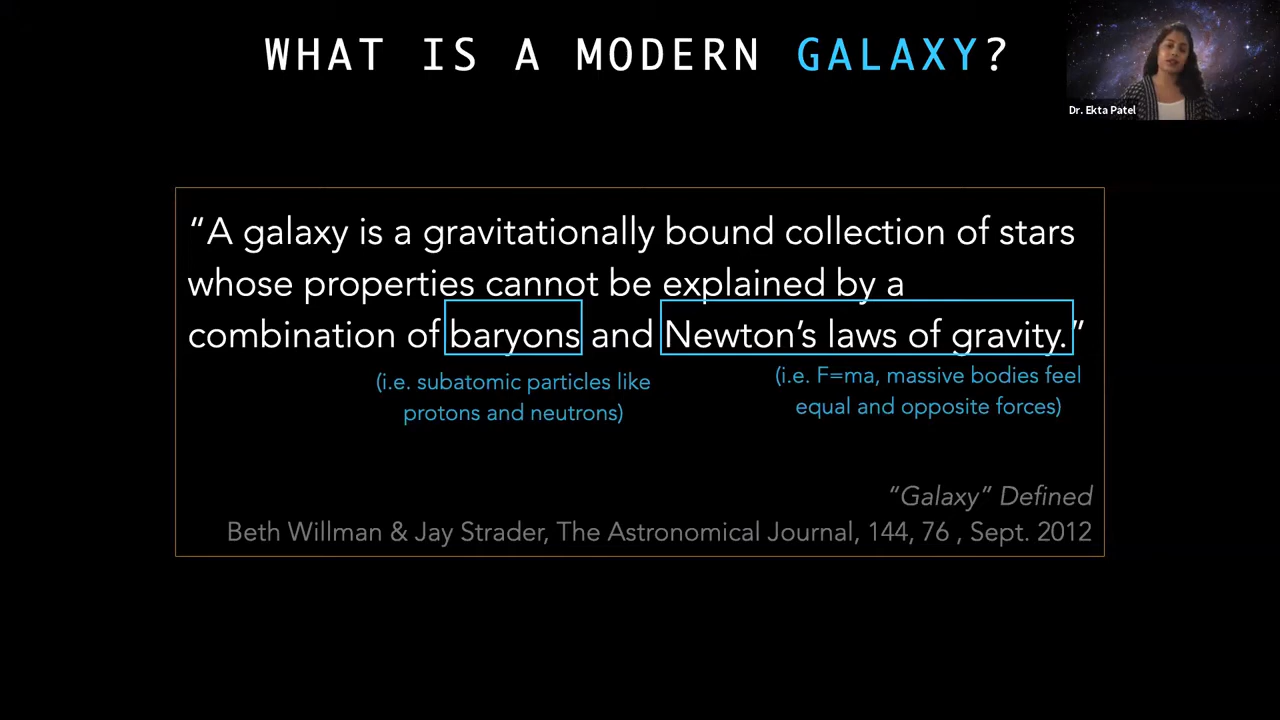 WHAT IS A MODERN GALAXY?
Dr. Ekta Patel
“A galaxy is a gravitationally bound collection of stars
whose properties cannot be explained by a
combination of baryons and Newton’s laws of gravity.”
(i.e. subatomic particles like
protons and neutrons)
(i.e. F=ma, massive bodies feel
equal and opposite forces)
“Galaxy” Defined
Beth Willman & Jay Strader, The Astronomical Journal, 144, 76 , Sept. 2012